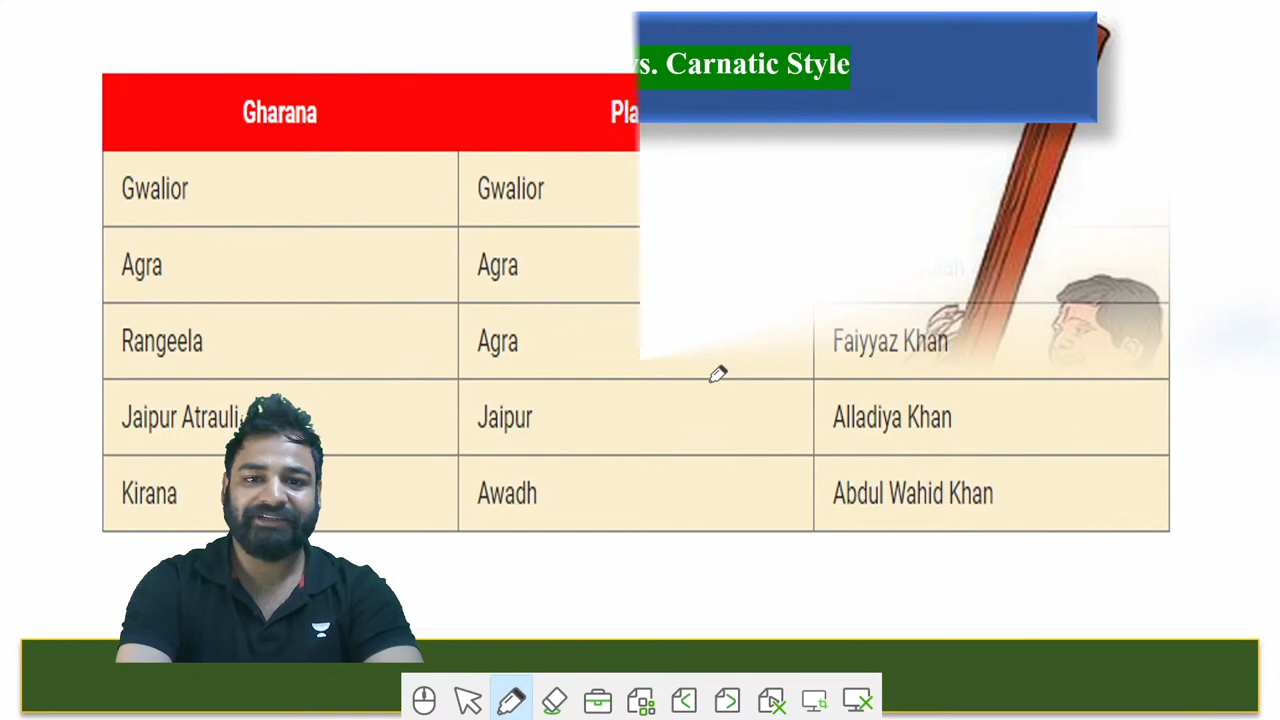 vs. Carnatic Style
Gharana Pla
Gwalior Gwalior
Agra Agra
Rangeela Agra Faiyyaz Khan
Jaipur Atrauli Jaipur Alladiya Khan
Kirana Awadh Abdul Wahid Khan